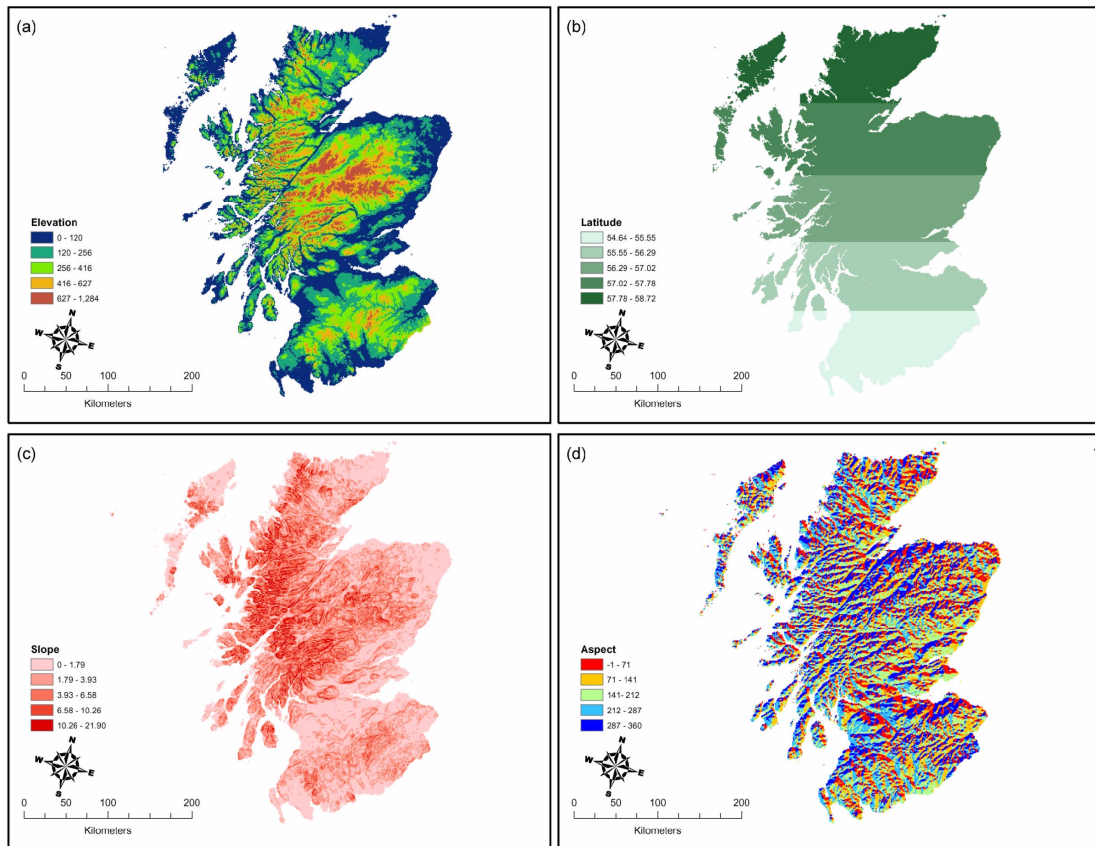 (a)
Elevation
0 - 120
120 - 256
256 - 416
416 - 627
627 - 1,284
N
W
E
S
0 50 100 200
Kilometers
(b)
Latitude
54.64 - 55.55
55.55 - 56.29
56.29 - 57.02
57.02 - 57.78
57.78 - 58.72
N
W
E
S
0 50 100 200
Kilometers
(c)
Slope
0 - 1.79
1.79 - 3.93
3.93 - 6.58
6.58 - 10.26
10.26 - 21.90
N
W
E
S
0 50 100 200
Kilometers
(d)
Aspect
-1 - 71
71 - 141
141- 212
212 - 287
287 - 360
N
W
E
S
0 50 100 200
Kilometers